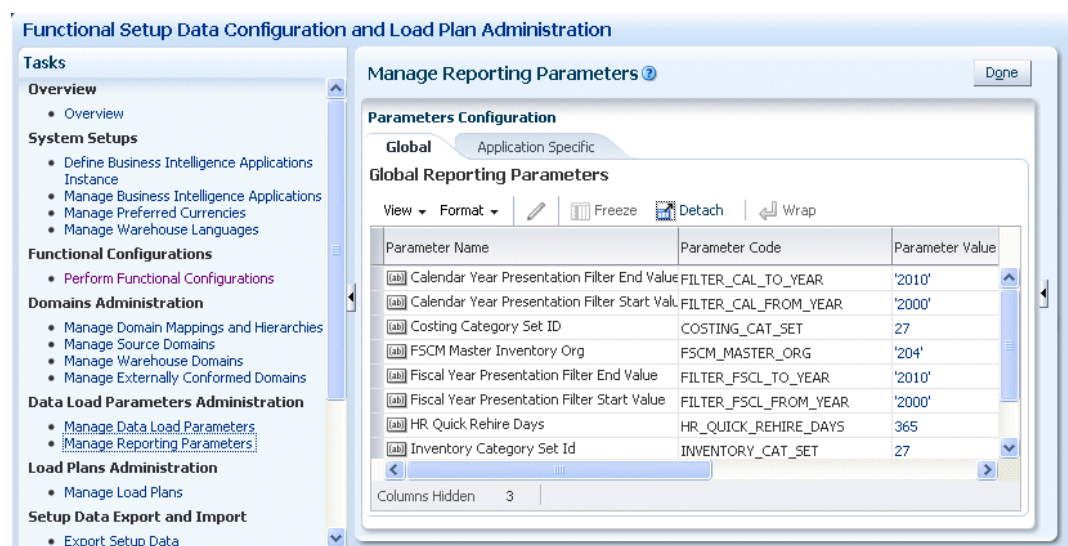 Functional Setup Data Configuration and Load Plan Administration
Tasks
Overview
Overview
System Setups
Define Business Intelligence Applications
Instance
Manage Business Intelligence Applications
Manage Preferred Currencies
Manage Warehouse Languages
Functional Configurations
Perform Functional Configurations
Domains Administration
Manage Domain Mappings and Hierarchies
Manage Source Domains
Manage Warehouse Domains
Manage Externally Conformed Domains
Data Load Parameters Administration
Manage Data Load Parameters
Manage Reporting Parameters
Load Plans Administration
Manage Load Plans
Setup Data Export and Import
Export Setup Data
Manage Reporting Parameters ?
Done
Parameters Configuration
Global Application Specific
Global Reporting Parameters
View Format Freeze Detach Wrap
Parameter Name Parameter Code Parameter Value
[ab] Calendar Year Presentation Filter End Value FILTER_CAL_TO_YEAR '2010'
[ab] Calendar Year Presentation Filter Start Valu FILTER_CAL_FROM_YEAR '2000'
[ab] Costing Category Set ID COSTING_CAT_SET 27
[ab] FSCM Master Inventory Org FSCM_MASTER_ORG '204'
[ab] Fiscal Year Presentation Filter End Value FILTER_FSCL_TO_YEAR '2010'
[ab] Fiscal Year Presentation Filter Start Value FILTER_FSCL_FROM_YEAR '2000'
[ab] HR Quick Rehire Days HR_QUICK_REHIRE_DAYS 365
[ab] Inventory Category Set Id INVENTORY_CAT_SET 27
Columns Hidden 3